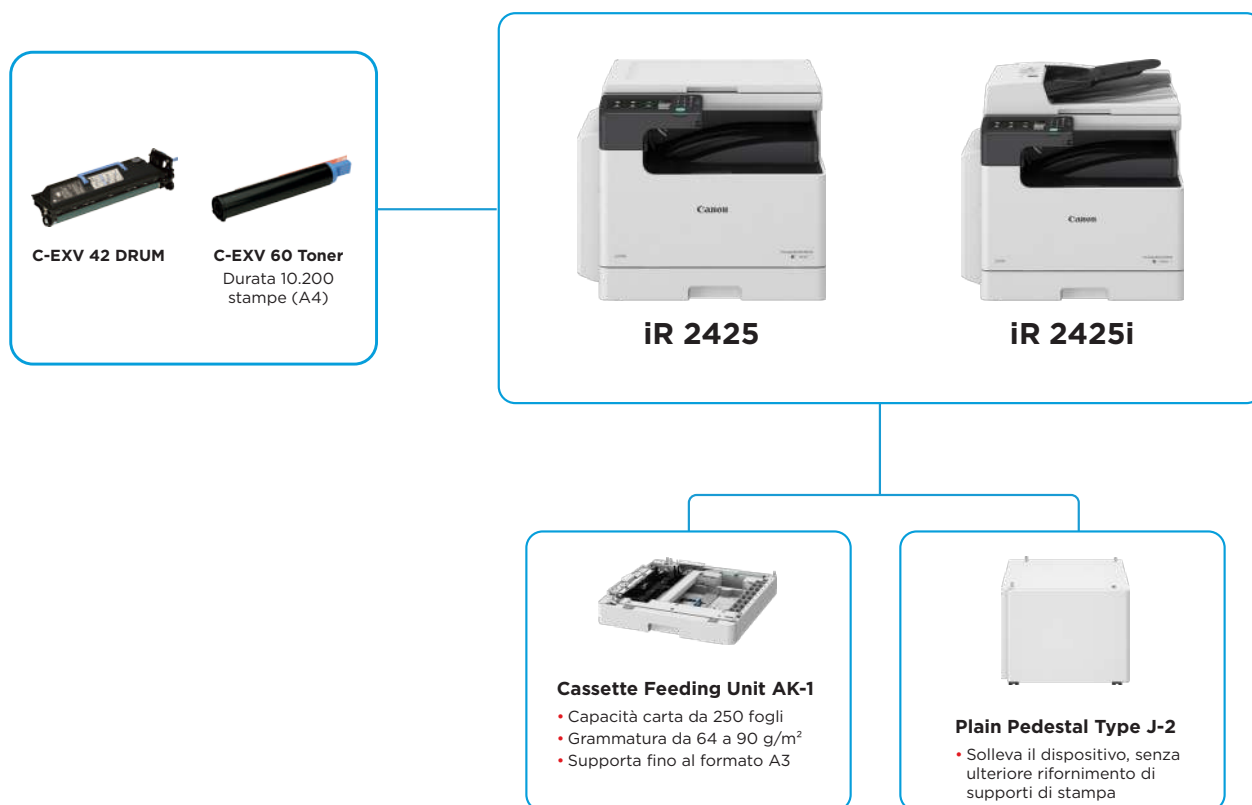 C-EXV 42 DRUM
C-EXV 60 Toner
Durata 10.200
stampe (A4)
Canon
Canon
iR 2425
iR 2425i
Cassette Feeding Unit AK-1
• Capacità carta da 250 fogli
• Grammatura da 64 a 90 g/m²
• Supporta fino al formato A3
Plain Pedestal Type J-2
• Solleva il dispositivo, senza
ulteriore rifornimento di
supporti di stampa